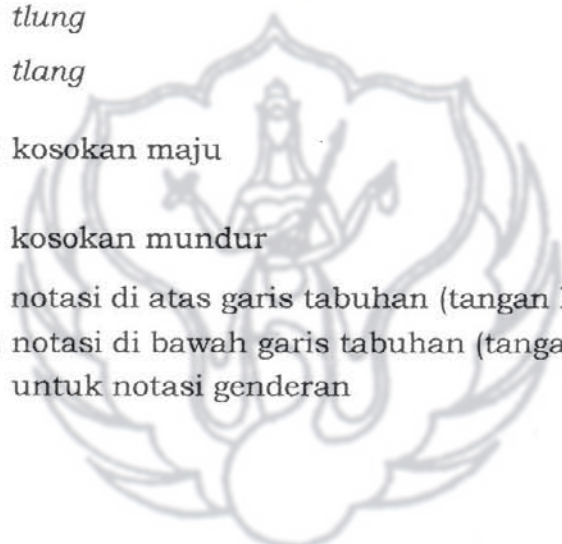 tlung
tlang
kosokan maju
kosokan mundur
notasi di atas garis tabuhan (tangan
notasi di bawah garis tabuhan
untuk notasi genderan